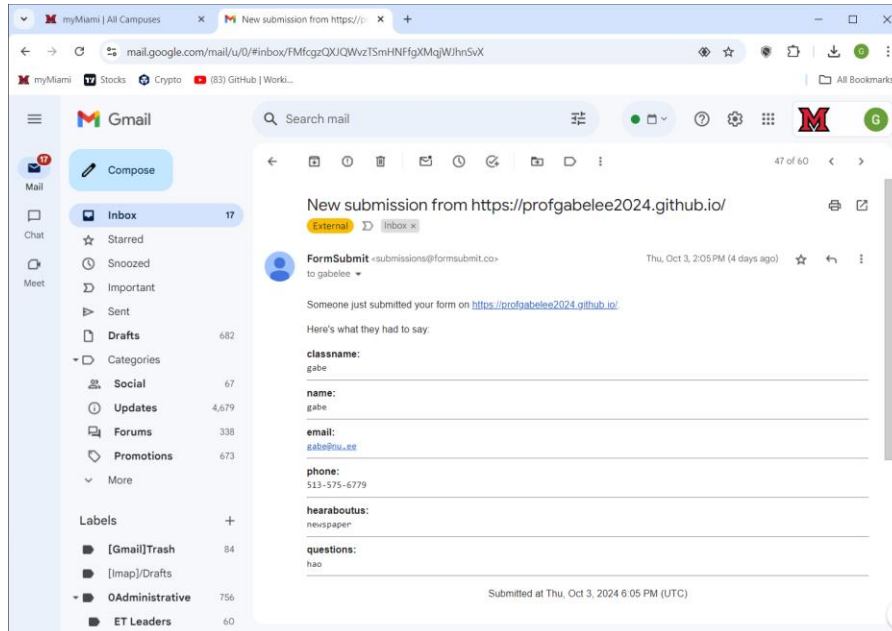 myMiami | All Campuses
New submission from https://p
mail.google.com/mail/u/0/#inbox/FMfcgzQXJQWvzTSmHNFfgXMqjWJhnSvX
G
myMiami
Stocks
Crypto
(83) GitHub | Worki...
All Bookmarks
Gmail
Search mail
M
G
17
Mail
Chat
Meet
Compose
Inbox 17
Starred
Snoozed
Important
Sent
Drafts 682
Categories
Social 67
Updates 4,679
Forums 338
Promotions 673
More
Labels
[Gmail]Trash 84
[Imap]/Drafts
0Administrative 756
ET Leaders 60
47 of 60
New submission from https://profgabelee2024.github.io/
External
Inbox x
FormSubmit <submissions@formsubmit.co>
Thu, Oct 3, 2:05 PM (4 days ago)
to gabelee
Someone just submitted your form on https://profgabelee2024.github.io/.
Here's what they had to say:
classname:
gabe
name:
gabe
email:
gabe@nu.ee
phone:
513-575-6779
hearaboutus:
newspaper
questions:
hao
Submitted at Thu, Oct 3, 2024 6:05 PM (UTC)